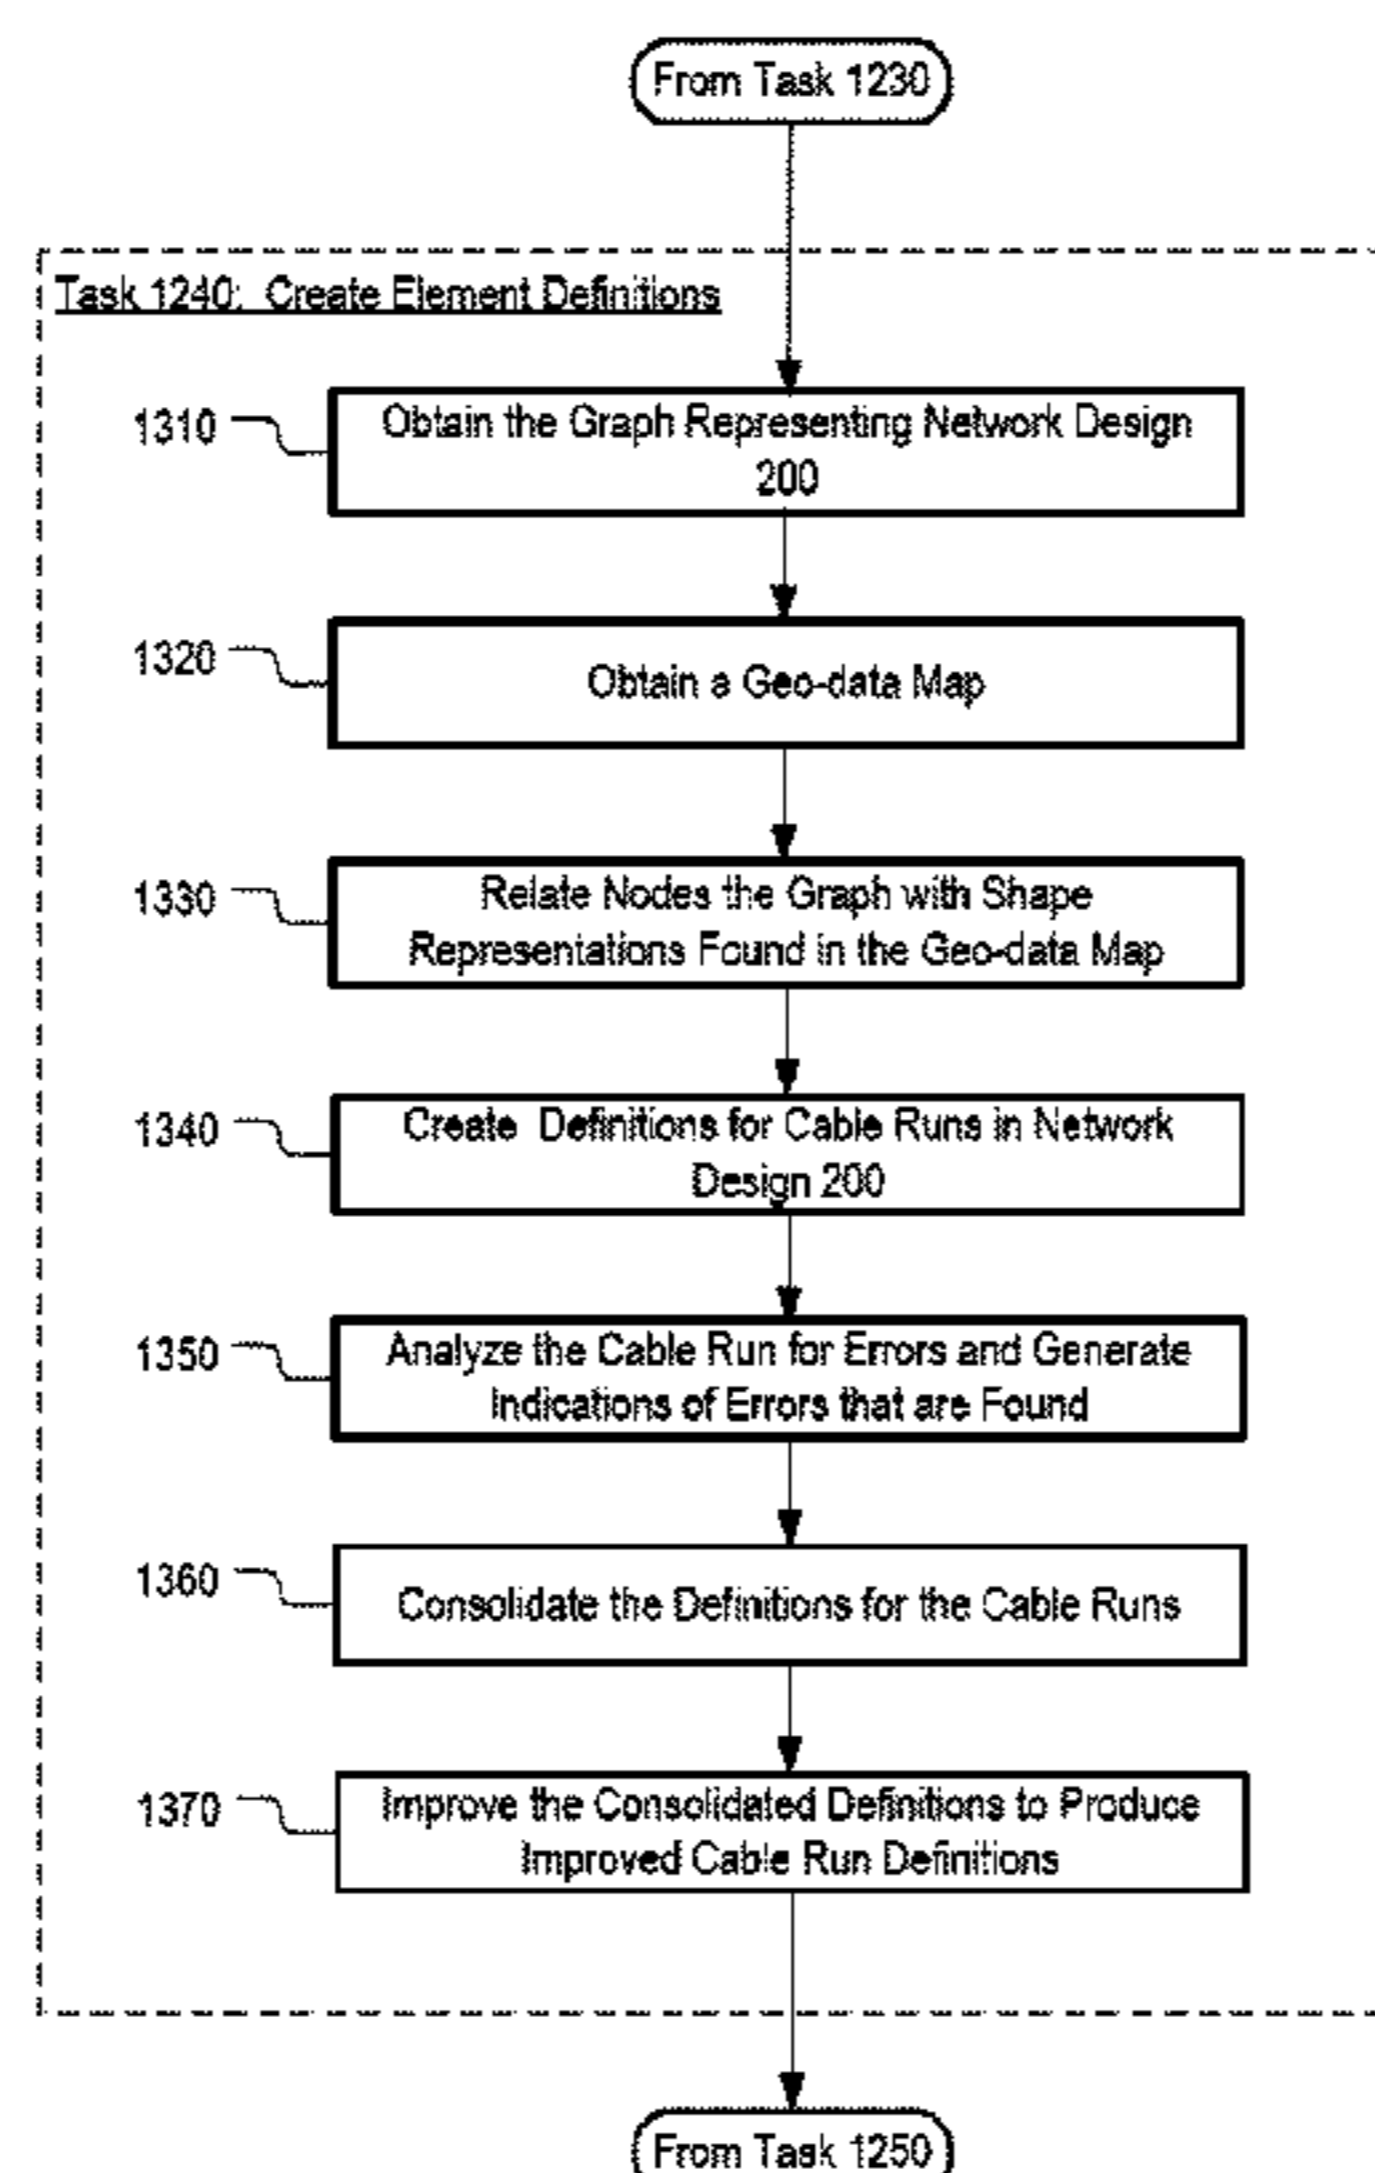 From Task 1230
Task 1240: Create Element Definitions
1310
Obtain the Graph Representing Network Design
200
1320
Obtain a Geo-data Map
1330
Relate Nodes the Graph with Shape
Representations Found in the Geo-data Map
1340
Create Definitions for Cable Runs in Network
Design 200
1350
Analyze the Cable Run for Errors and Generate
Indications of Errors that are Found
1360
Consolidate the Definitions for the Cable Runs
1370
Improve the Consolidated Definitions to Produce
Improved Cable Run Definitions
From Task 1250